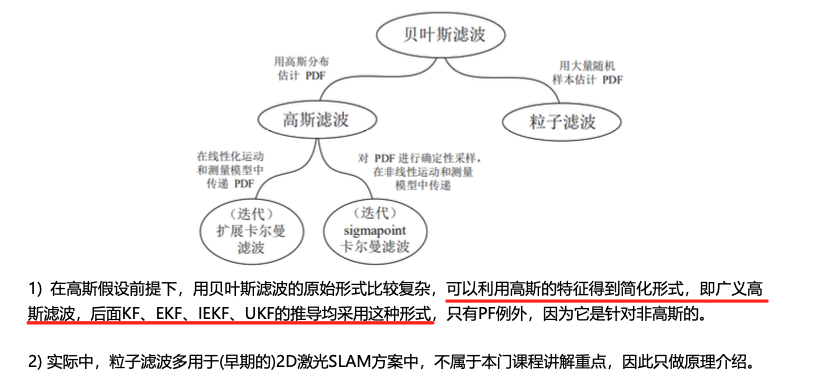 贝叶斯滤波
用高斯分布
估计 PDF
用大量随机
样本估计 PDF
高斯滤波
粒子滤波
在线性化运动
和测量模型中
传递 PDF
对 PDF 进行确定性采样，
在非线性运动和测量
模型中传递
（迭代）
扩展卡尔曼
滤波
（迭代）
sigmapoint
卡尔曼滤波
1) 在高斯假设前提下，用贝叶斯滤波的原始形式比较复杂，可以利用高斯的特征得到简化形式，即广义高
斯滤波，后面KF、EKF、IEKF、UKF的推导均采用这种形式，只有PF例外，因为它是针对非高斯的。
2) 实际中，粒子滤波多用于(早期的)2D激光SLAM方案中，不属于本门课程讲解重点，因此只做原理介绍。